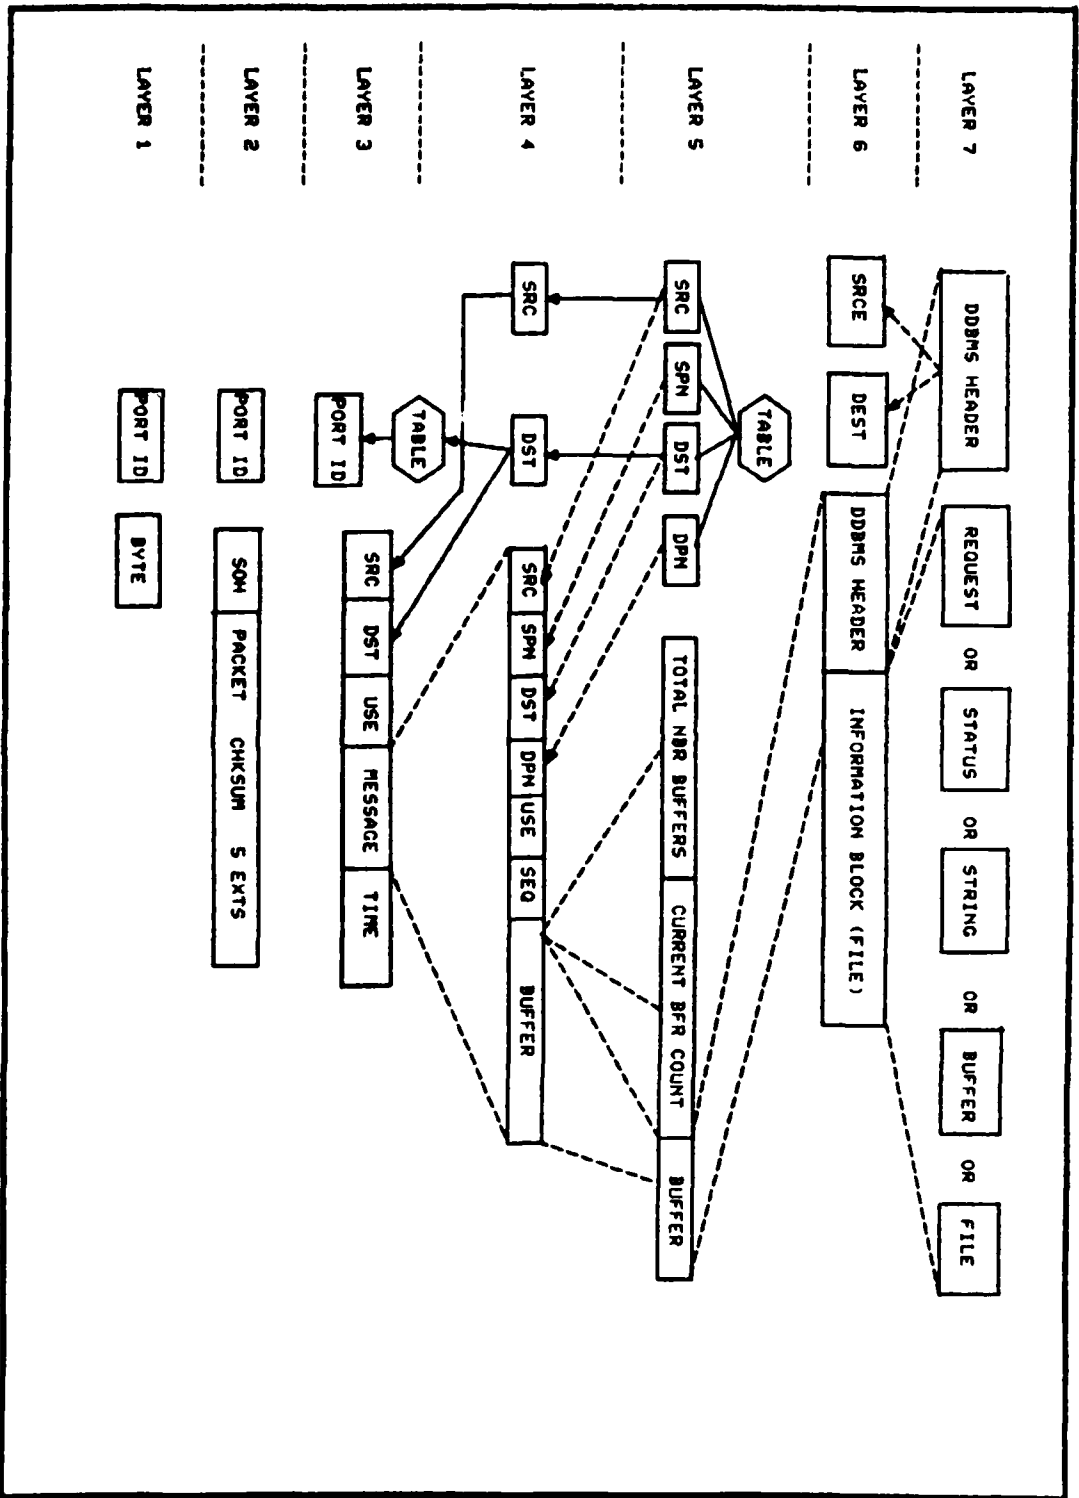 LAYER 7
DDBMS HEADER
REQUEST
OR
STATUS
OR
STRING
OR
BUFFER
OR
FILE
LAYER 6
SRCE
DEST
DDBMS HEADER
INFORMATION BLOCK (FILE)
TABLE
LAYER 5
SRC
SPN
DST
DPN
TOTAL NBR BUFFERS
CURRENT BFR COUNT
BUFFER
LAYER 4
SRC
DST
SRC
SPN
DST
DPN
USE
SEQ
BUFFER
TABLE
LAYER 3
PORT ID
SRC
DST
USE
MESSAGE
TIME
LAYER 2
PORT ID
SOH
PACKET CHKSUM 5 EXTS
LAYER 1
PORT ID
BYTE